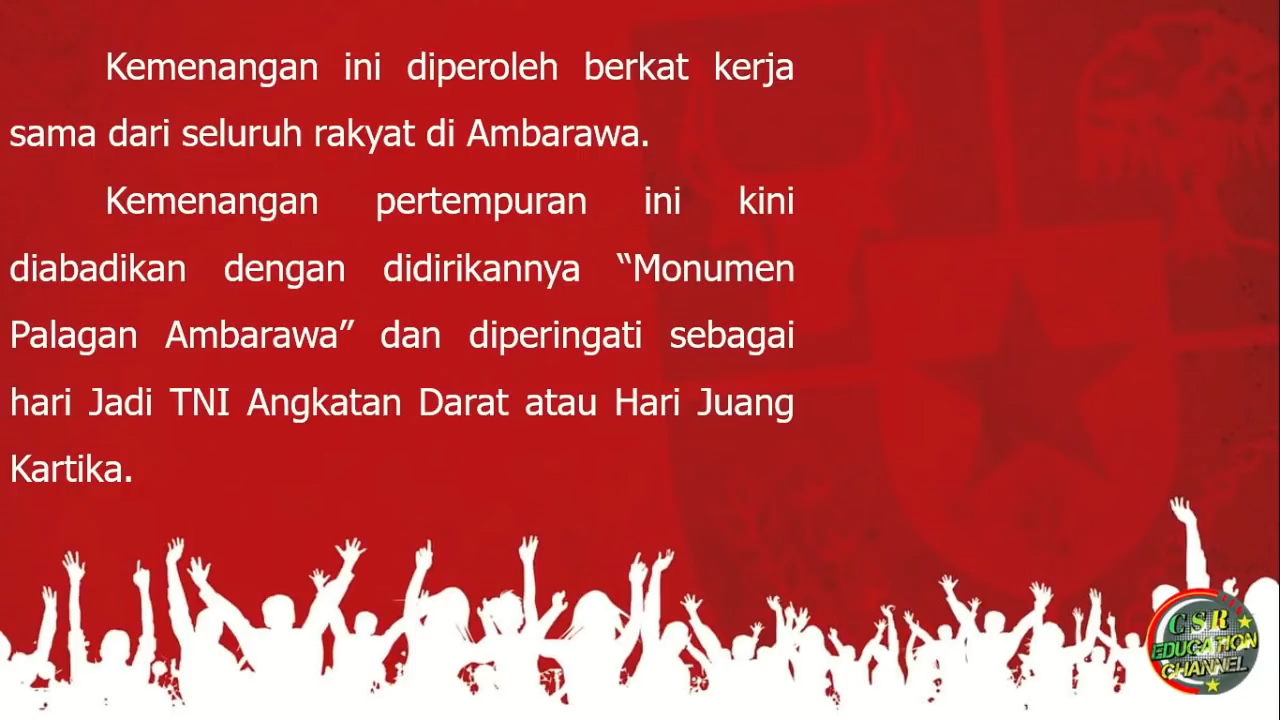 Kemenangan ini diperoleh berkat kerja
sama dari seluruh rakyat di Ambarawa.
Kemenangan pertempuran ini kini
diabadikan dengan didirikannya “Monumen
Palagan Ambarawa” dan diperingati sebagai
hari Jadi TNI Angkatan Darat atau Hari Juang
Kartika.
GSR
EDUCATION
CHANNEL